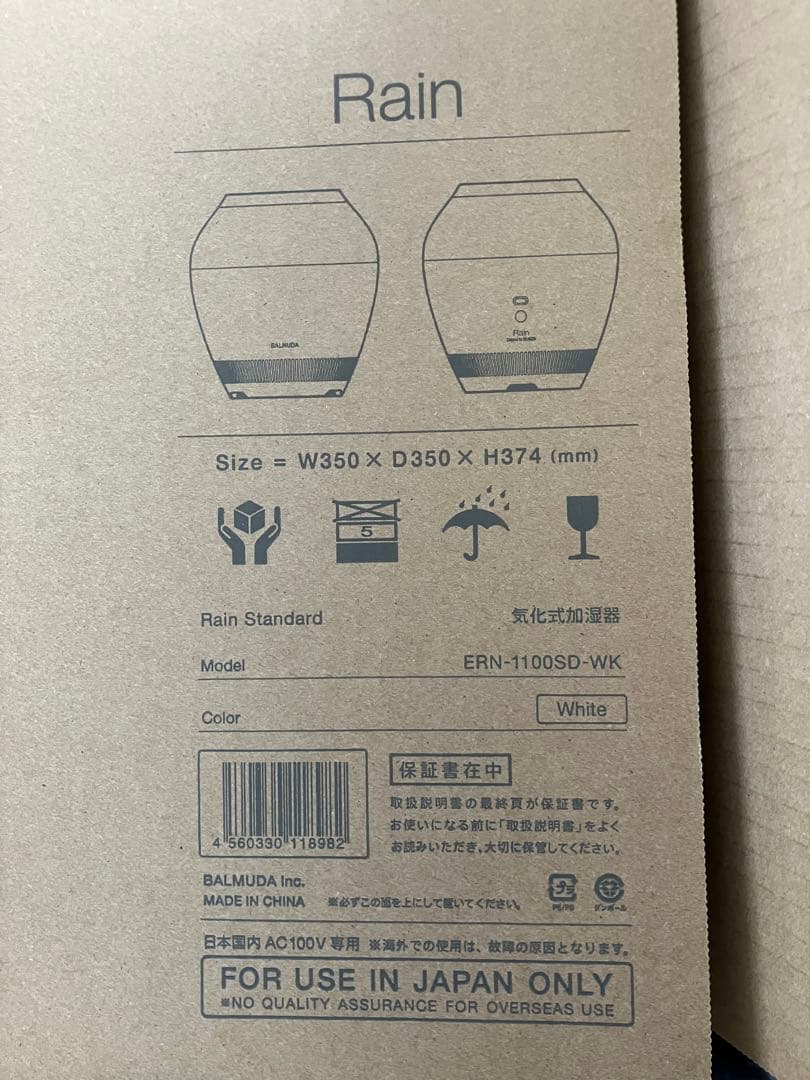 Rain
BALMUDA
Rain
Size = W350 × D350 × H374 (mm)
5
Rain Standard 気化式加湿器
Model ERN-1100SD-WK
Color White
保証書在中
取扱説明書の最終頁が保証書です。
お使いになる前に「取扱説明書」をよく
お読みいただき、大切に保管してください。
4 560330 118982
BALMUDA Inc.
MADE IN CHINA ※必ずこの面を上にして置いてください。
PE/PS ダンボール
日本国内 AC100V 専用 ※海外での使用は、故障の原因となります。
FOR USE IN JAPAN ONLY
※NO QUALITY ASSURANCE FOR OVERSEAS USE